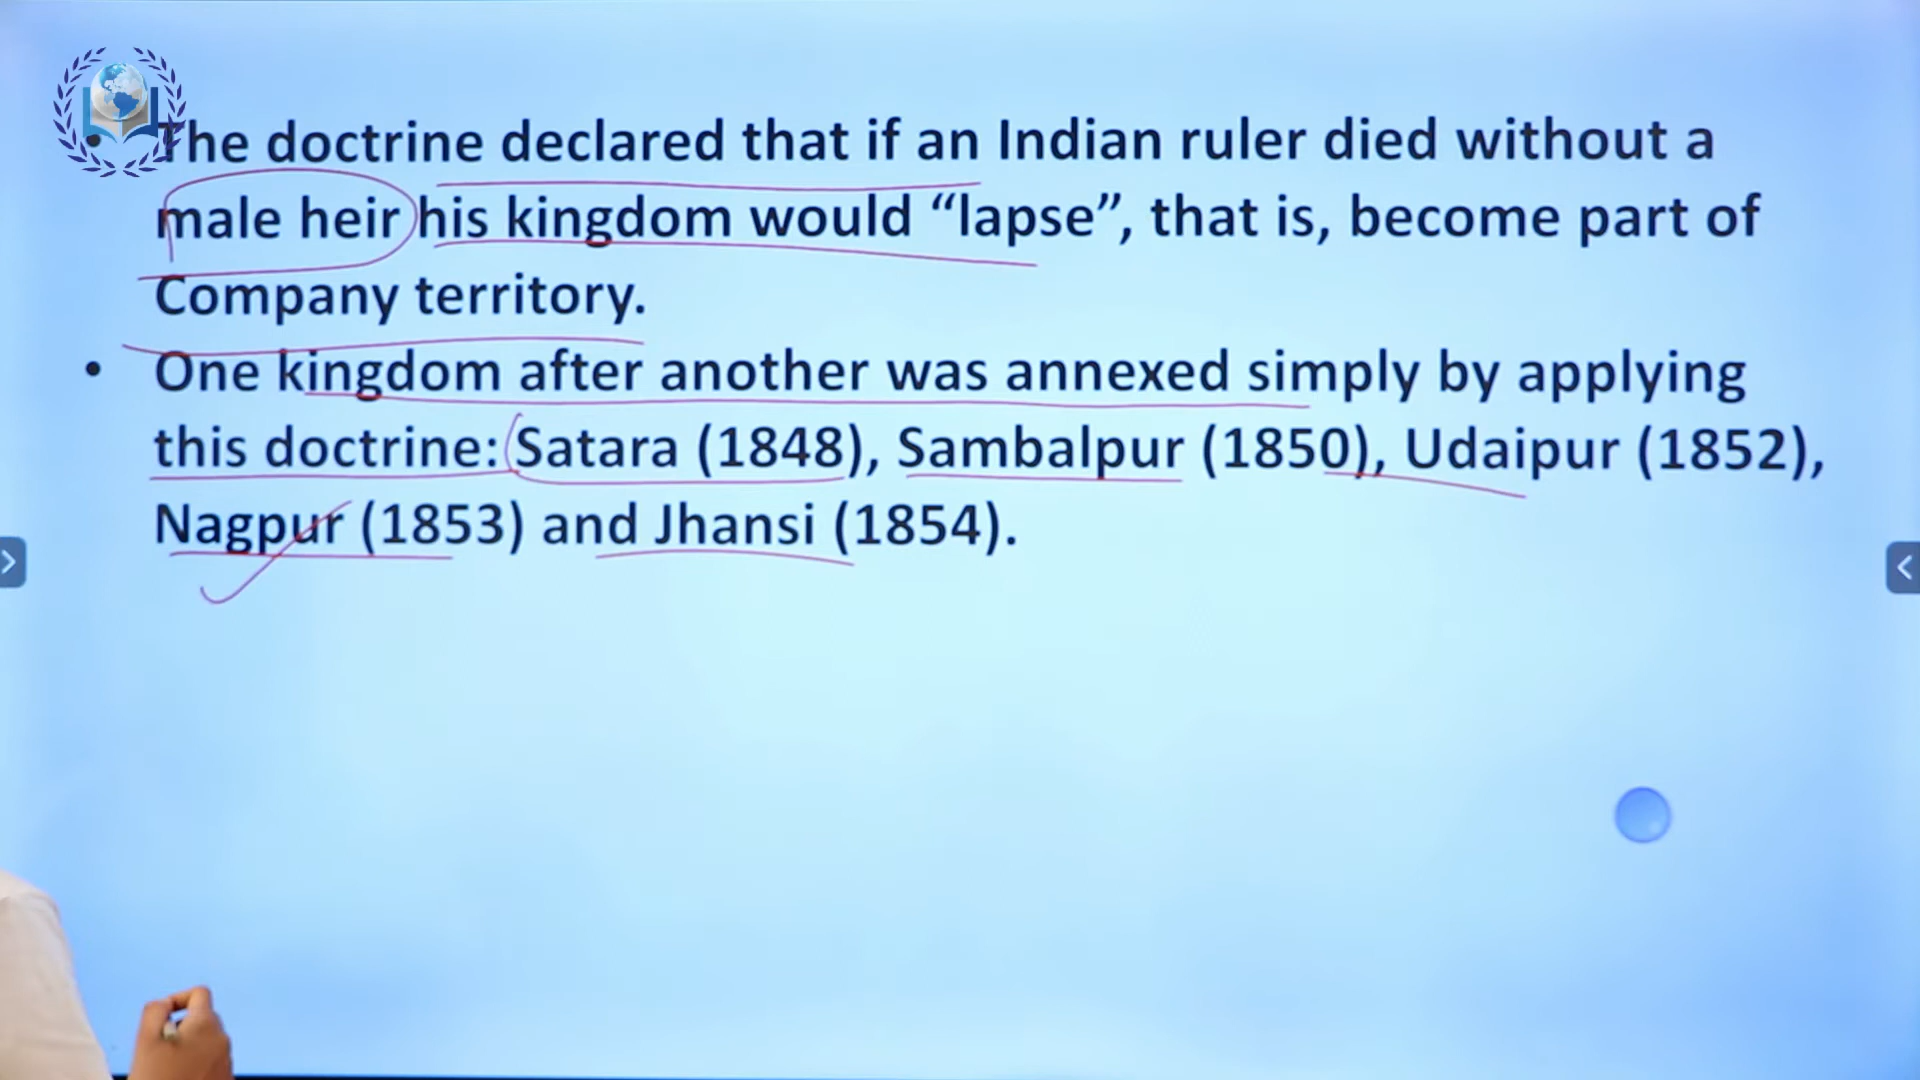 • The doctrine declared that if an Indian ruler died without a
male heir his kingdom would “lapse”, that is, become part of
Company territory.
• One kingdom after another was annexed simply by applying
this doctrine: Satara (1848), Sambalpur (1850), Udaipur (1852),
Nagpur (1853) and Jhansi (1854).